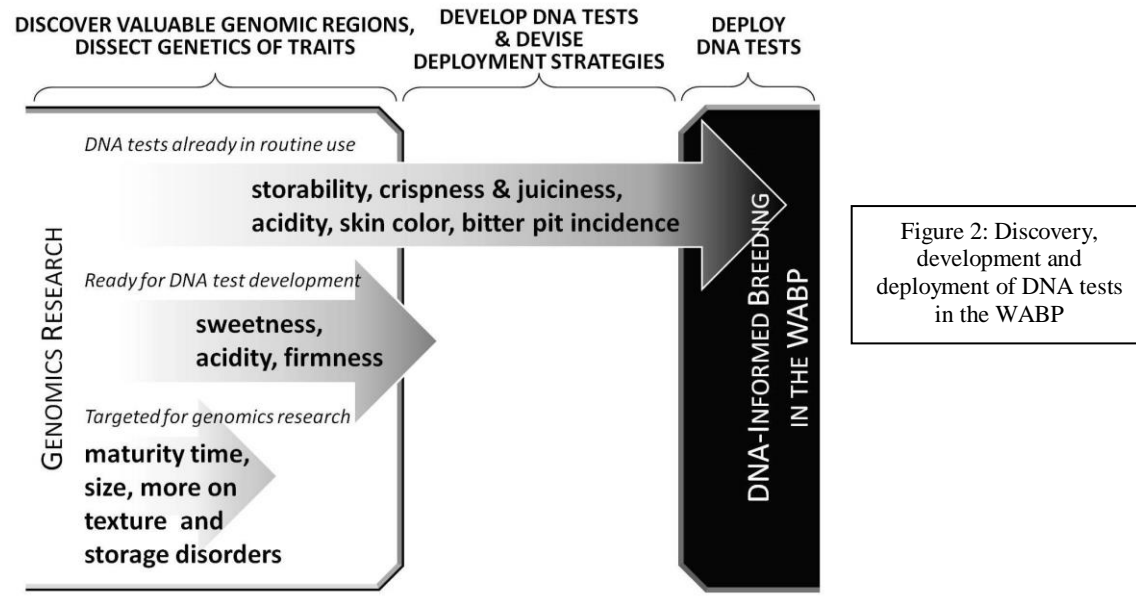 DISCOVER VALUABLE GENOMIC REGIONS,
DISSECT GENETICS OF TRAITS
DEVELOP DNA TESTS
& DEVISE
DEPLOYMENT STRATEGIES
DEPLOY
DNA TESTS
GENOMICS RESEARCH
DNA tests already in routine use
storability, crispness & juiciness,
acidity, skin color, bitter pit incidence
Ready for DNA test development
sweetness,
acidity, firmness
Targeted for genomics research
maturity time,
size, more on
texture and
storage disorders
DNA-INFORMED BREEDING
IN THE WABP
Figure 2: Discovery,
development and
deployment of DNA tests
in the WABP